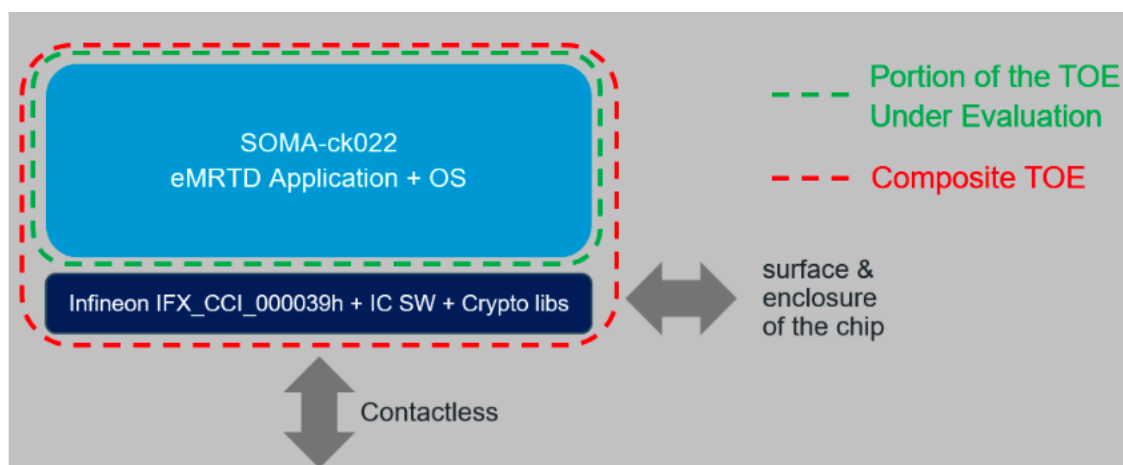 SOMA-ck022
eMRTD Application + OS
Infineon IFX_CCI_000039h + IC SW + Crypto libs
Portion of the TOE
Under Evaluation
Composite TOE
surface &
enclosure
of the chip
Contactless